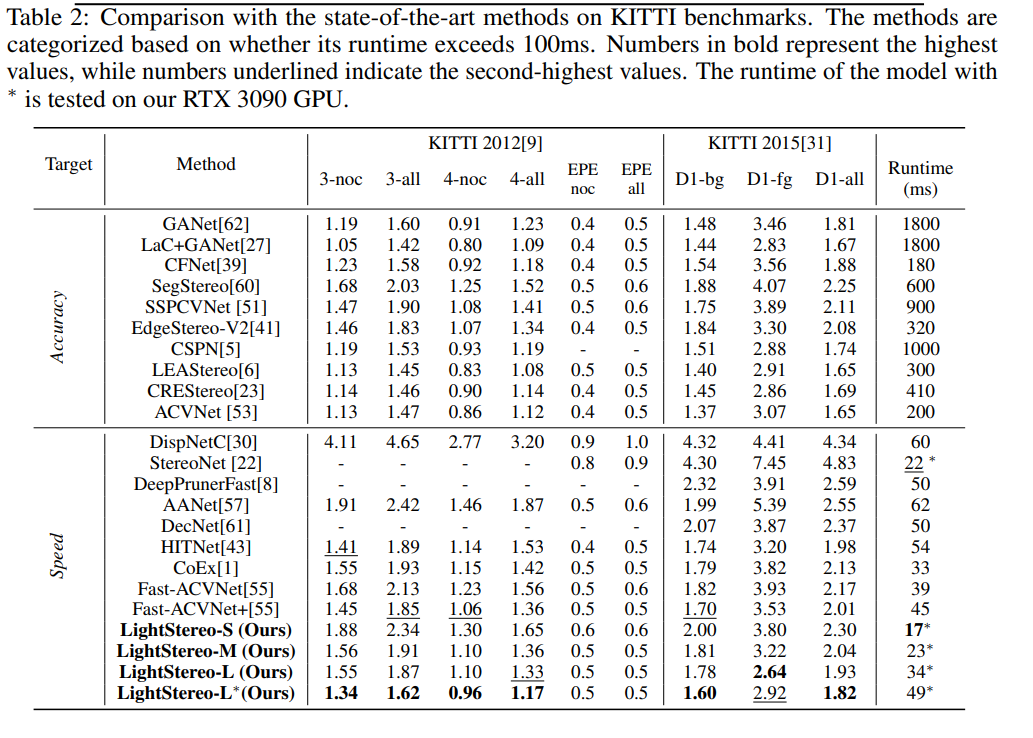 Table 2: Comparison with the state-of-the-art methods on KITTI benchmarks. The methods are
categorized based on whether its runtime exceeds 100ms. Numbers in bold represent the highest
values, while numbers underlined indicate the second-highest values. The runtime of the model with
* is tested on our RTX 3090 GPU.
Target Method KITTI 2012[9] KITTI 2015[31] Runtime (ms)
3-noc 3-all 4-noc 4-all EPE noc EPE all D1-bg D1-fg D1-all
Accuracy
GANet[62] 1.19 1.60 0.91 1.23 0.4 0.5 1.48 3.46 1.81 1800
LaC+GANet[27] 1.05 1.42 0.80 1.09 0.4 0.5 1.44 2.83 1.67 1800
CFNet[39] 1.23 1.58 0.92 1.18 0.4 0.5 1.54 3.56 1.88 180
SegStereo[60] 1.68 2.03 1.25 1.52 0.5 0.6 1.88 4.07 2.25 600
SSPCVNet [51] 1.47 1.90 1.08 1.41 0.5 0.6 1.75 3.89 2.11 900
EdgeStereo-V2[41] 1.46 1.83 1.07 1.34 0.4 0.5 1.84 3.30 2.08 320
CSPN[5] 1.19 1.53 0.93 1.19 - - 1.51 2.88 1.74 1000
LEAStereo[6] 1.13 1.45 0.83 1.08 0.5 0.5 1.40 2.91 1.65 300
CREStereo[23] 1.14 1.46 0.90 1.14 0.4 0.5 1.45 2.86 1.69 410
ACVNet [53] 1.13 1.47 0.86 1.12 0.4 0.5 1.37 3.07 1.65 200
Speed
DispNetC[30] 4.11 4.65 2.77 3.20 0.9 1.0 4.32 4.41 4.34 60
StereoNet [22] - - - - 0.8 0.9 4.30 7.45 4.83 22 *
DeepPrunerFast[8] - - - - - - 2.32 3.91 2.59 50
AANet[57] 1.91 2.42 1.46 1.87 0.5 0.6 1.99 5.39 2.55 62
DecNet[61] - - - - - - 2.07 3.87 2.37 50
HITNet[43] 1.41 1.89 1.14 1.53 0.4 0.5 1.74 3.20 1.98 54
CoEx[1] 1.55 1.93 1.15 1.42 0.5 0.5 1.79 3.82 2.13 33
Fast-ACVNet[55] 1.68 2.13 1.23 1.56 0.5 0.6 1.82 3.93 2.17 39
Fast-ACVNet+[55] 1.45 1.85 1.06 1.36 0.5 0.5 1.70 3.53 2.01 45
LightStereo-S (Ours) 1.88 2.34 1.30 1.65 0.6 0.6 2.00 3.80 2.30 17*
LightStereo-M (Ours) 1.56 1.91 1.10 1.36 0.5 0.5 1.81 3.22 2.04 23*
LightStereo-L (Ours) 1.55 1.87 1.10 1.33 0.5 0.5 1.78 2.64 1.93 34*
LightStereo-L*(Ours) 1.34 1.62 0.96 1.17 0.5 0.5 1.60 2.92 1.82 49*